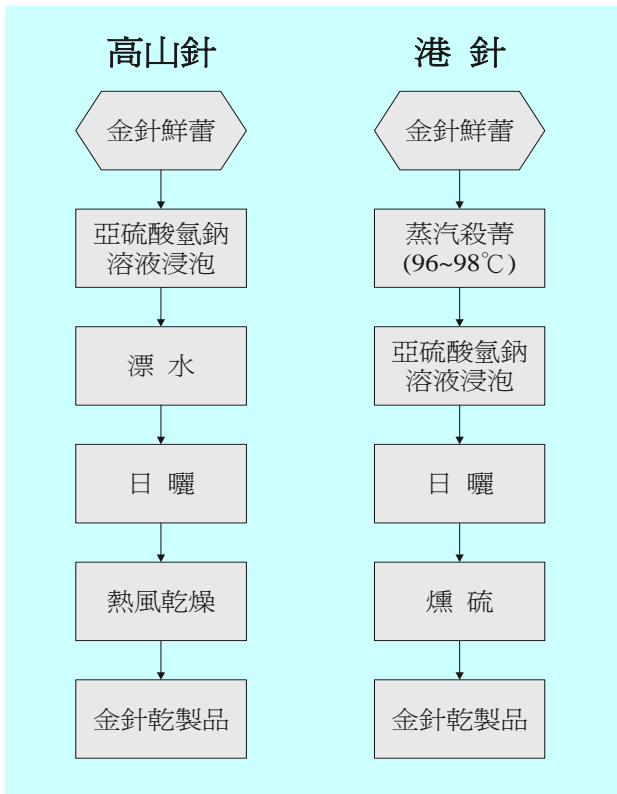 高山針
金針鮮蕾
亞硫酸氫鈉
溶液浸泡
漂 水
日 曬
熱風乾燥
金針乾製品
港 針
金針鮮蕾
蒸汽殺菁
(96~98℃)
亞硫酸氫鈉
溶液浸泡
日 曬
燻 硫
金針乾製品